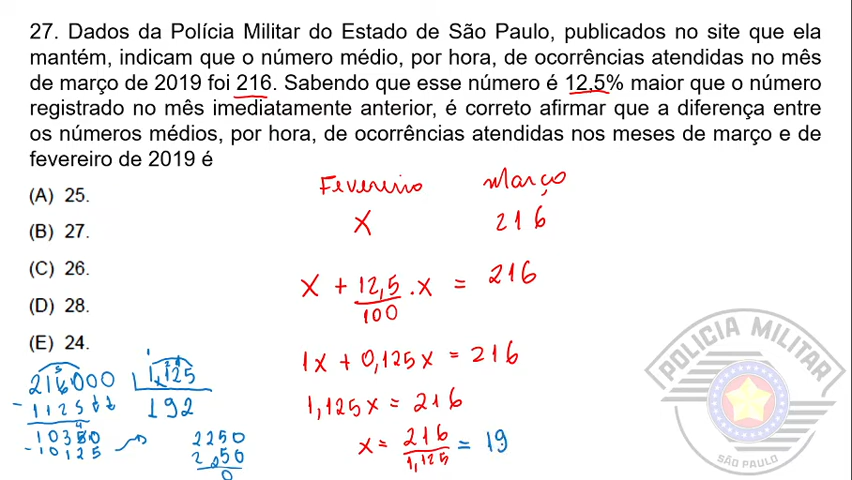 27. Dados da Polícia Militar do Estado de São Paulo, publicados no site que ela
mantém, indicam que o número médio, por hora, de ocorrências atendidas no mês
de março de 2019 foi 216. Sabendo que esse número é 12,5% maior que o número
registrado no mês imediatamente anterior, é correto afirmar que a diferença entre
os números médios, por hora, de ocorrências atendidas nos meses de março e de
fevereiro de 2019 é
(A) 25.
(B) 27.
(C) 26.
(D) 28.
(E) 24.
Fevereiro Março
X 216
X + 12,5/100 . X = 216
1x + 0,125x = 216
1,125x = 216
x = 216/1,125 = 19
216000 1,125
- 1125 192
10350
- 10125
2250
2250
0
POLICIA MILITAR
SÃO PAULO